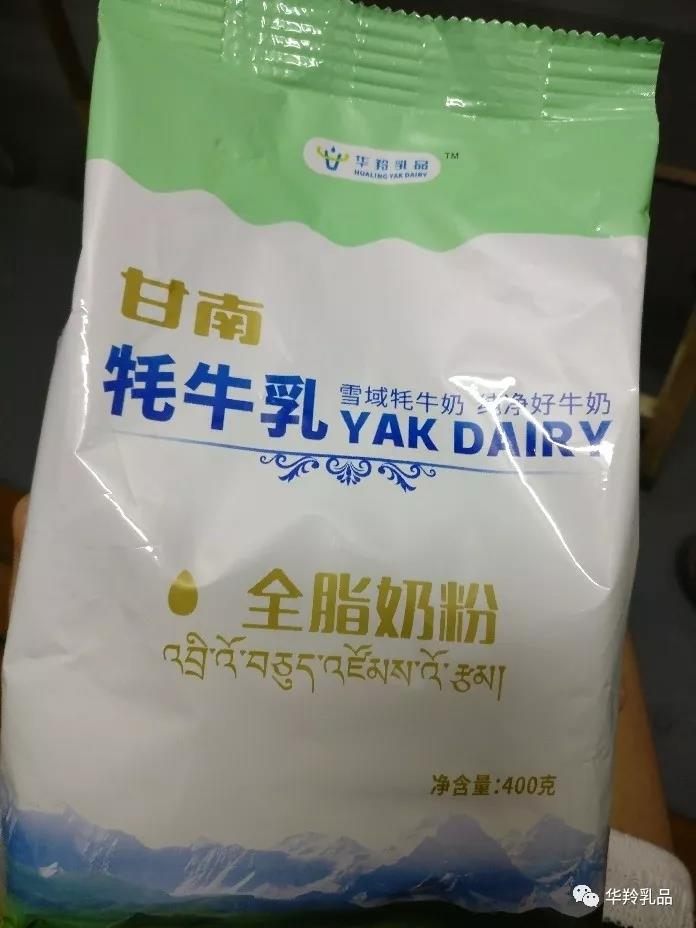 华羚乳品 TM
HUALING YAK DAIRY
甘南
牦牛乳
雪域牦牛奶 纯净好牛奶
YAK DAIRY
全脂奶粉
འབྲི་འོ་བཅུད་འཛོམས་འོ་རྩམ།
净含量:400克
华羚乳品